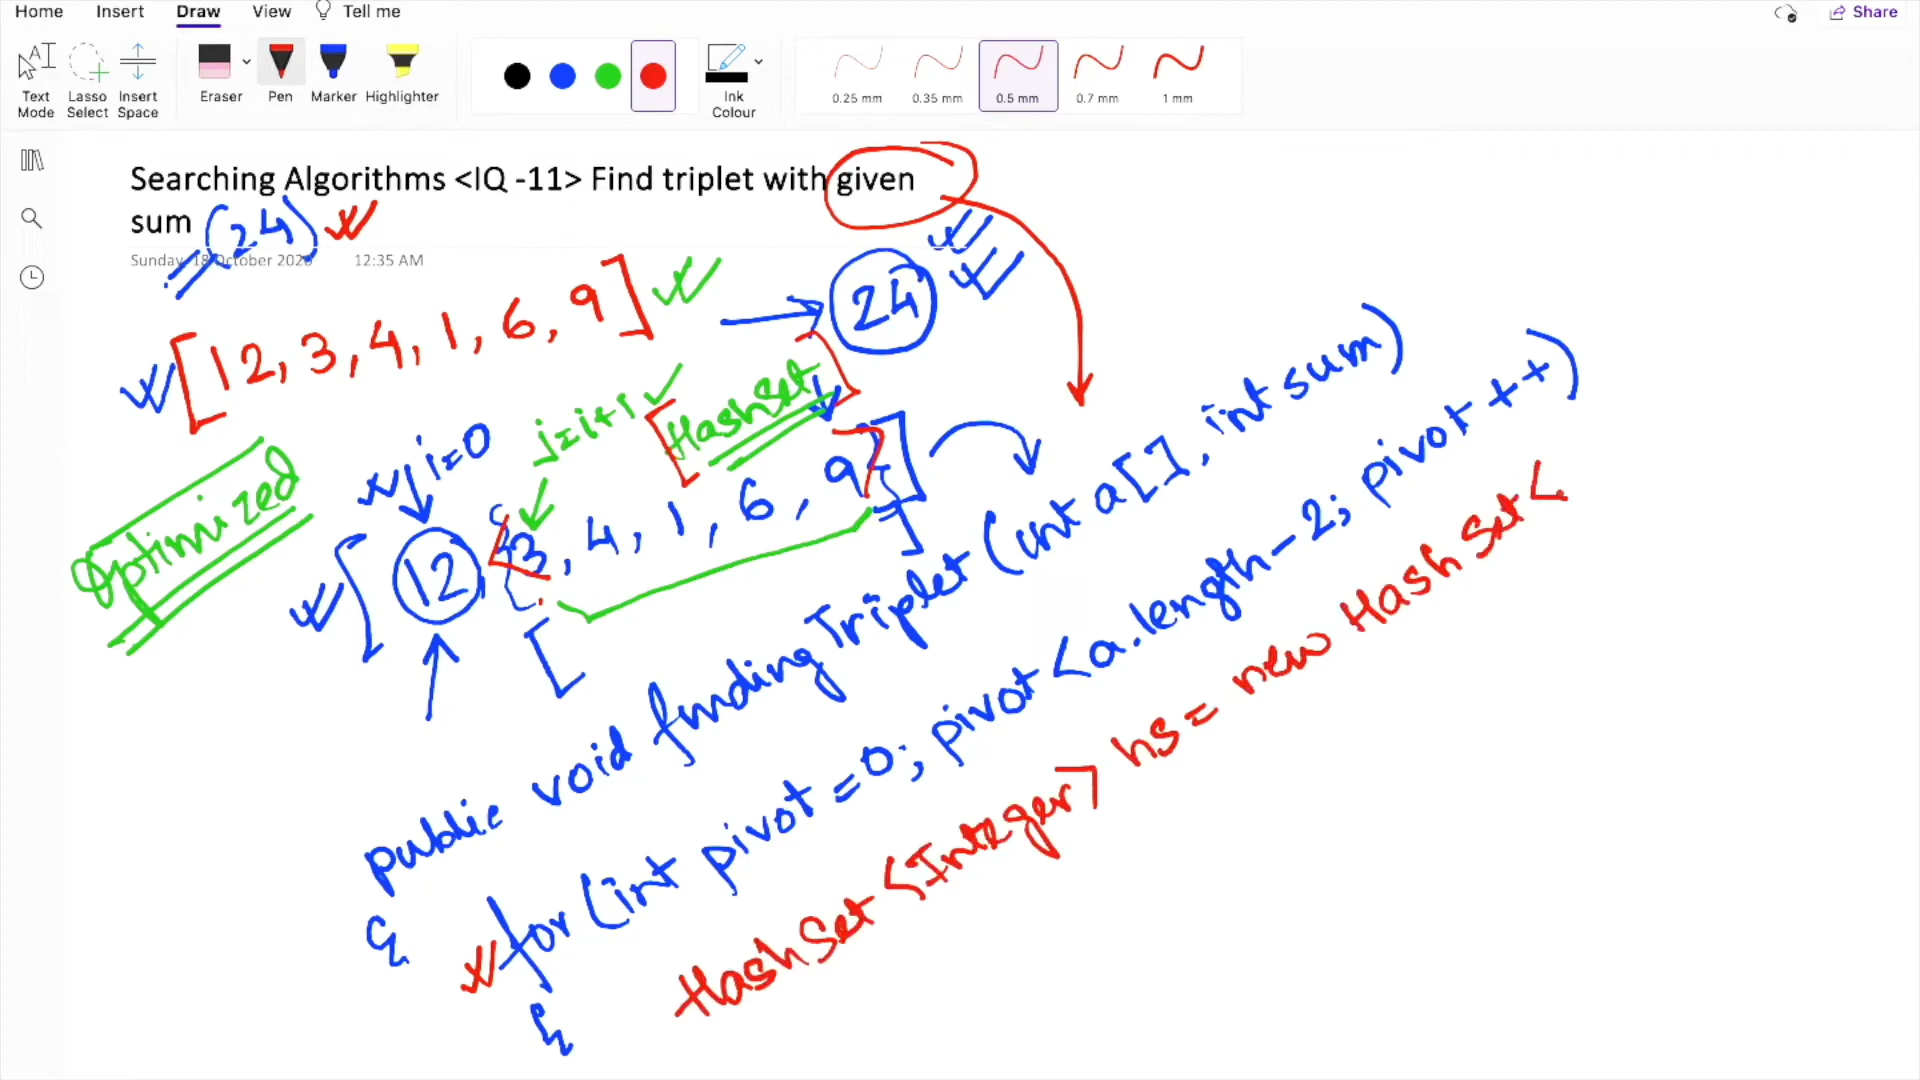 Home Insert Draw View Tell me Share
Text Mode Lasso Select Insert Space Eraser Pen Marker Highlighter Ink Colour 0.25 mm 0.35 mm 0.5 mm 0.7 mm 1 mm
Searching Algorithms <IQ -11> Find triplet with given
sum (24)
Sunday, 18 October 2020 12:35 AM
[12, 3, 4, 1, 6, 9] → 24
Optimized
i=0
j=i+1
[HashSet]
[12, 3, 4, 1, 6, 9]
public void findingTriplet (int a[], int sum)
{
for (int pivot = 0; pivot < a.length-2; pivot ++)
{
HashSet <Integer> hs = new HashSet <